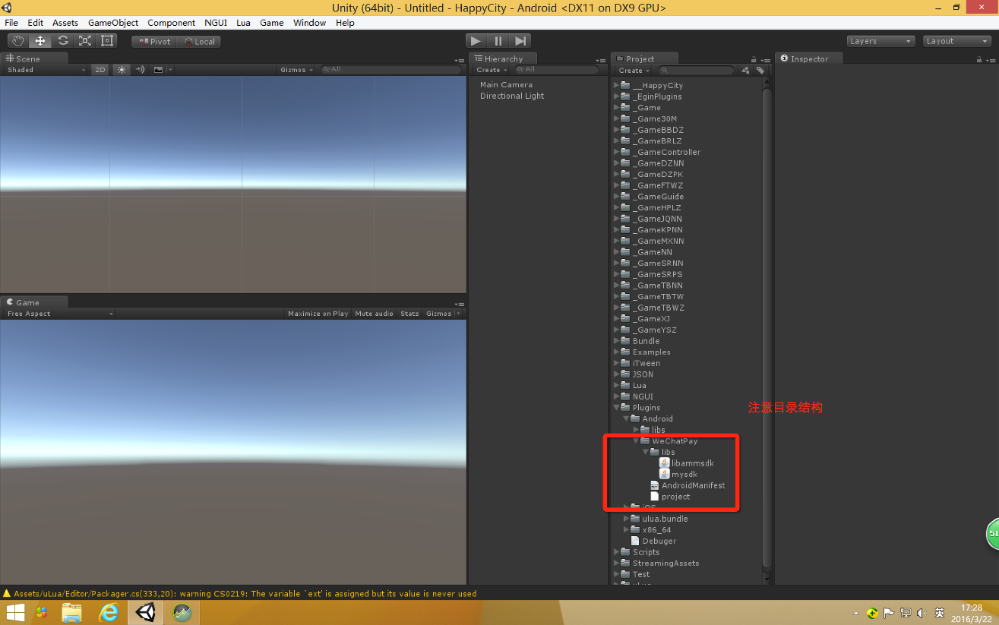 Unity (64bit) - Untitled - HappyCity - Android <DX11 on DX9 GPU>
File Edit Assets GameObject Component NGUI Lua Game Window Help
Pivot Local Layers Layout
Scene
Shaded 2D Gizmos All
Game
Free Aspect Maximize on Play Mute audio Stats Gizmos
Hierarchy
Create All
Main Camera
Directional Light
Project
Create
__HappyCity
_EginPlugins
_Game
_Game30M
_GameBBDZ
_GameBRLZ
_GameController
_GameDZNN
_GameDZPK
_GameFTWZ
_GameGuide
_GameHPLZ
_GameJQNN
_GameKPNN
_GameMXNN
_GameNN
_GameSRNN
_GameSRPS
_GameTBNN
_GameTBTW
_GameTBWZ
_GameXJ
_GameYSZ
Bundle
Examples
iTween
JSON
Lua
NGUI
Plugins
注意目录结构
Android
libs
WeChatPay
libs
libammsdk
mysdk
AndroidManifest
project
iOS
ulua.bundle
x86_64
Debuger
Scripts
StreamingAssets
Test
Inspector
Assets/uLua/Editor/Packager.cs(333,20): warning CS0219: The variable `ext' is assigned but its value is never used
51
英
17:28
2016/3/22